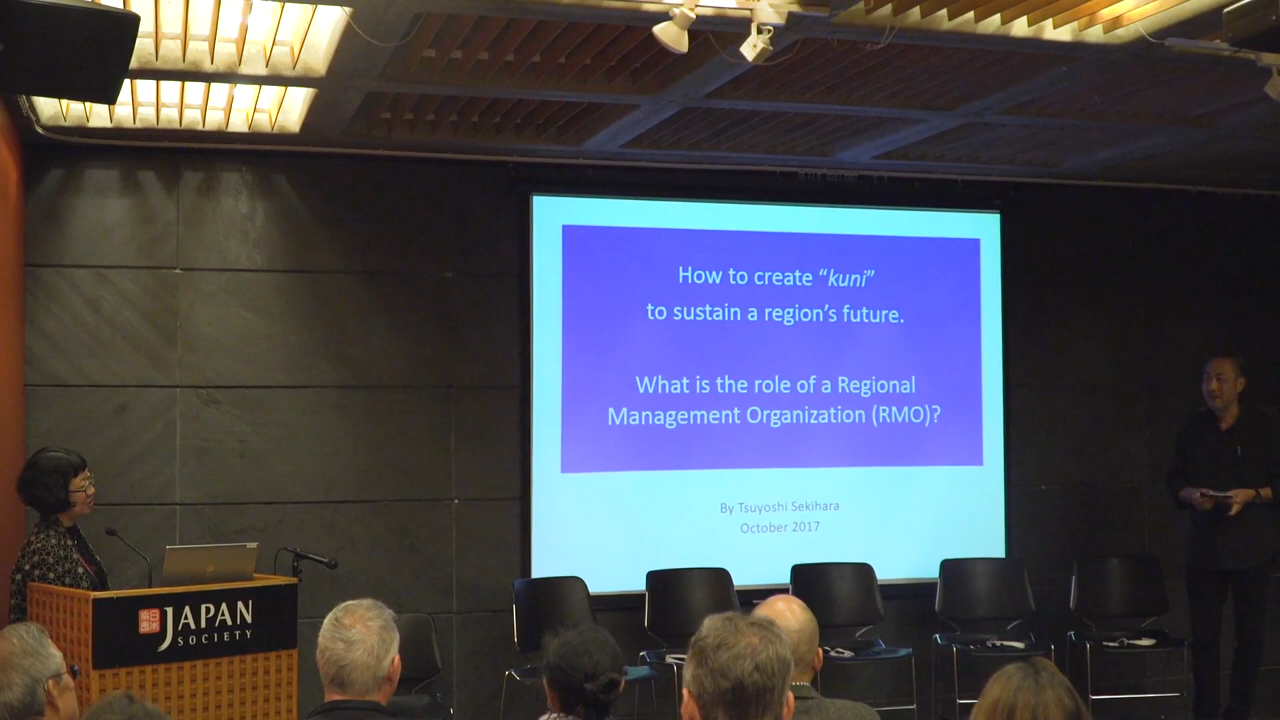 How to create “kuni”
to sustain a region’s future.
What is the role of a Regional
Management Organization (RMO)?
By Tsuyoshi Sekihara
October 2017
JAPAN
SOCIETY